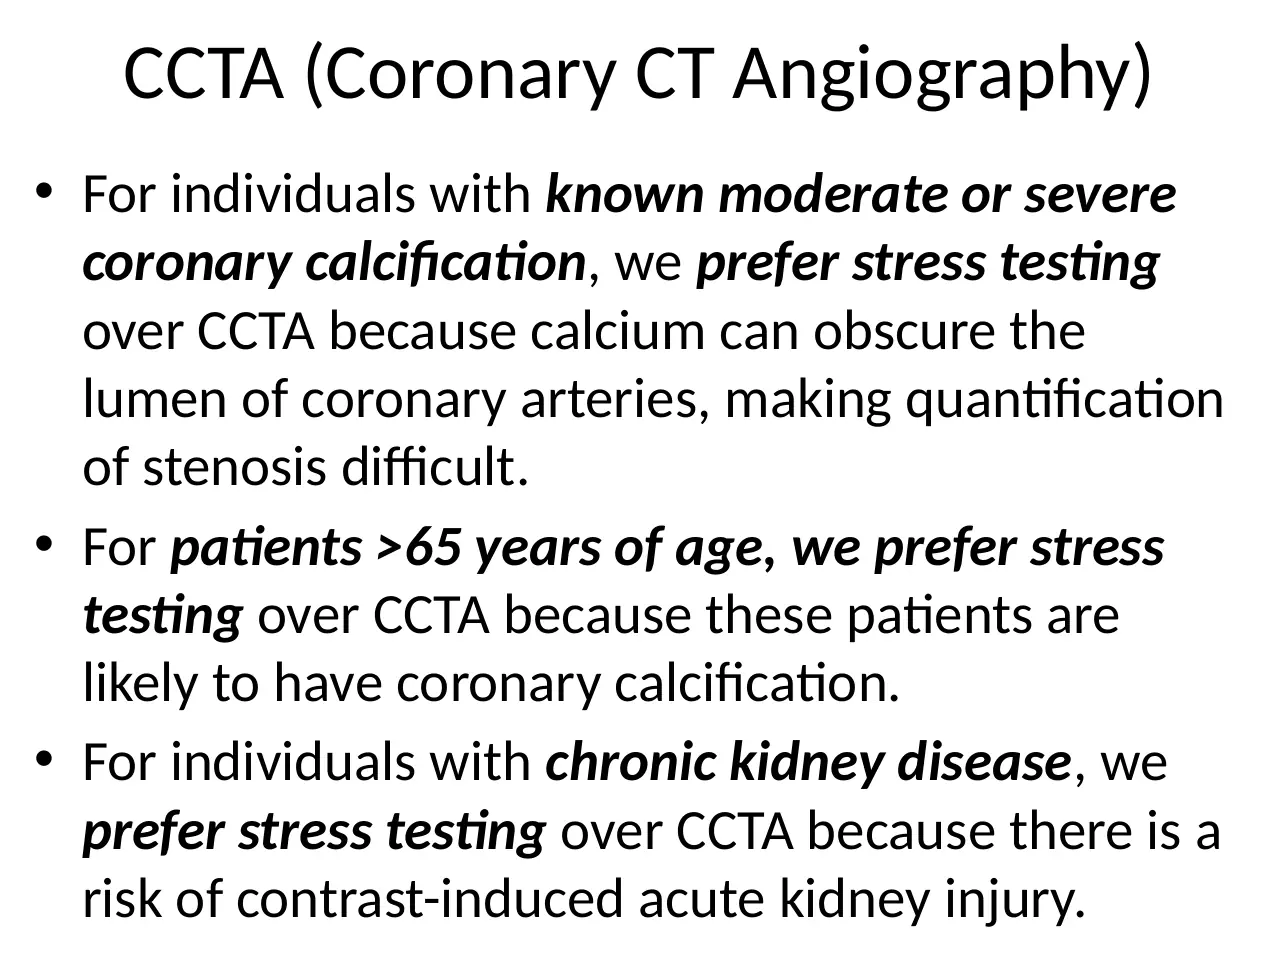 CCTA (Coronary CT Angiography)
• For individuals with known moderate or severe
coronary calcification, we prefer stress testing
over CCTA because calcium can obscure the
lumen of coronary arteries, making quantification
of stenosis difficult.
• For patients >65 years of age, we prefer stress
testing over CCTA because these patients are
likely to have coronary calcification.
• For individuals with chronic kidney disease, we
prefer stress testing over CCTA because there is a
risk of contrast-induced acute kidney injury.